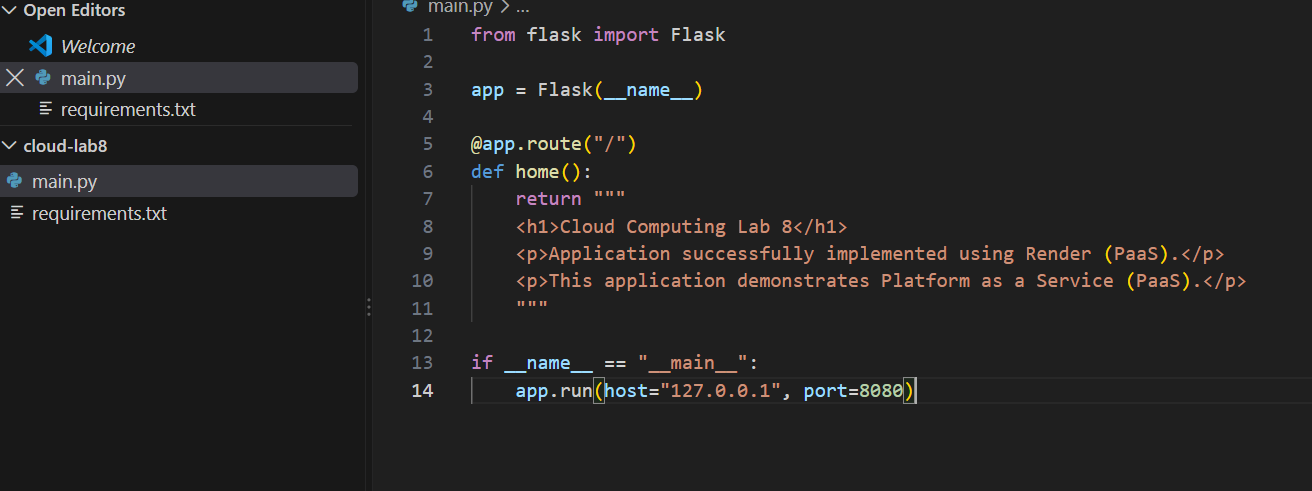 Open Editors
Welcome
main.py
requirements.txt
cloud-lab8
main.py
requirements.txt
main.py > ...
1 from flask import Flask
2
3 app = Flask(__name__)
4
5 @app.route("/")
6 def home():
7     return """
8     <h1>Cloud Computing Lab 8</h1>
9     <p>Application successfully implemented using Render (PaaS).</p>
10     <p>This application demonstrates Platform as a Service (PaaS).</p>
11     """
12
13 if __name__ == "__main__":
14     app.run(host="127.0.0.1", port=8080)